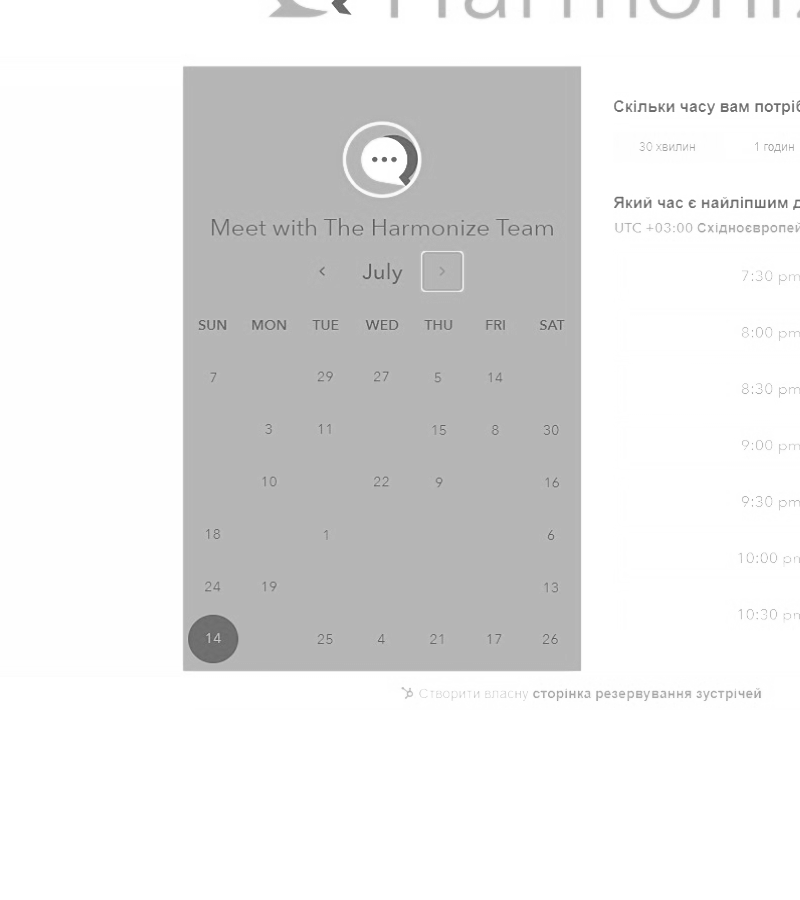 Harmoniz
Скільки часу вам потріб
30 хвилин 1 годин
Meet with The Harmonize Team
Який час є найліпшим д
UTC +03:00 Східноєвропей
July
7:30 pm
SUN MON TUE WED THU FRI SAT
8:00 pm
7 29 27 5 14
8:30 pm
3 11 15 8 30
9:00 pm
10 22 9 16
9:30 pm
18 1 6
10:00 pm
24 19 13
10:30 pm
14 25 4 21 17 26
Створити власну сторінка резервування зустрічей